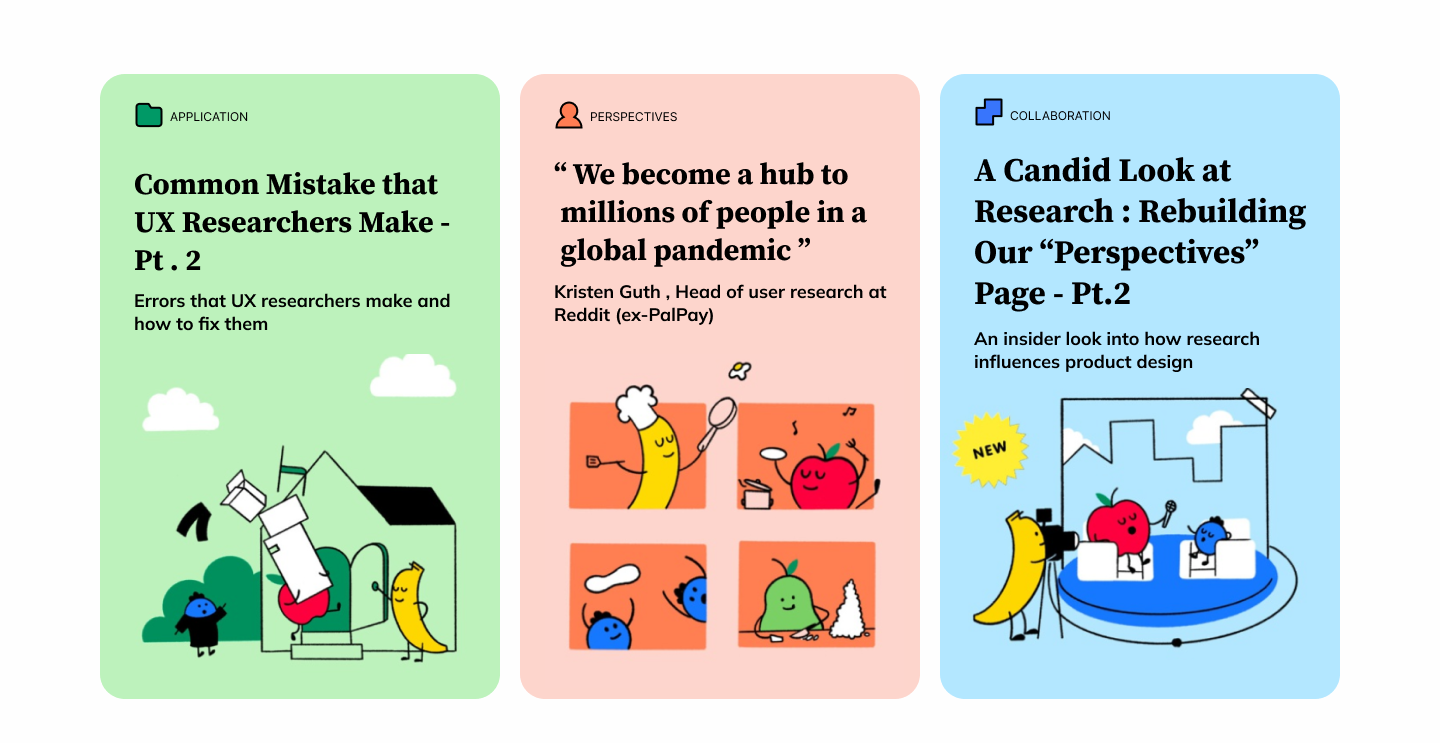 APPLICATION
Common Mistake that
UX Researchers Make -
Pt . 2
Errors that UX researchers make and
how to fix them
PERSPECTIVES
“ We become a hub to
millions of people in a
global pandemic ”
Kristen Guth , Head of user research at
Reddit (ex-PalPay)
COLLABORATION
A Candid Look at
Research : Rebuilding
Our “Perspectives”
Page - Pt.2
An insider look into how research
influences product design
NEW